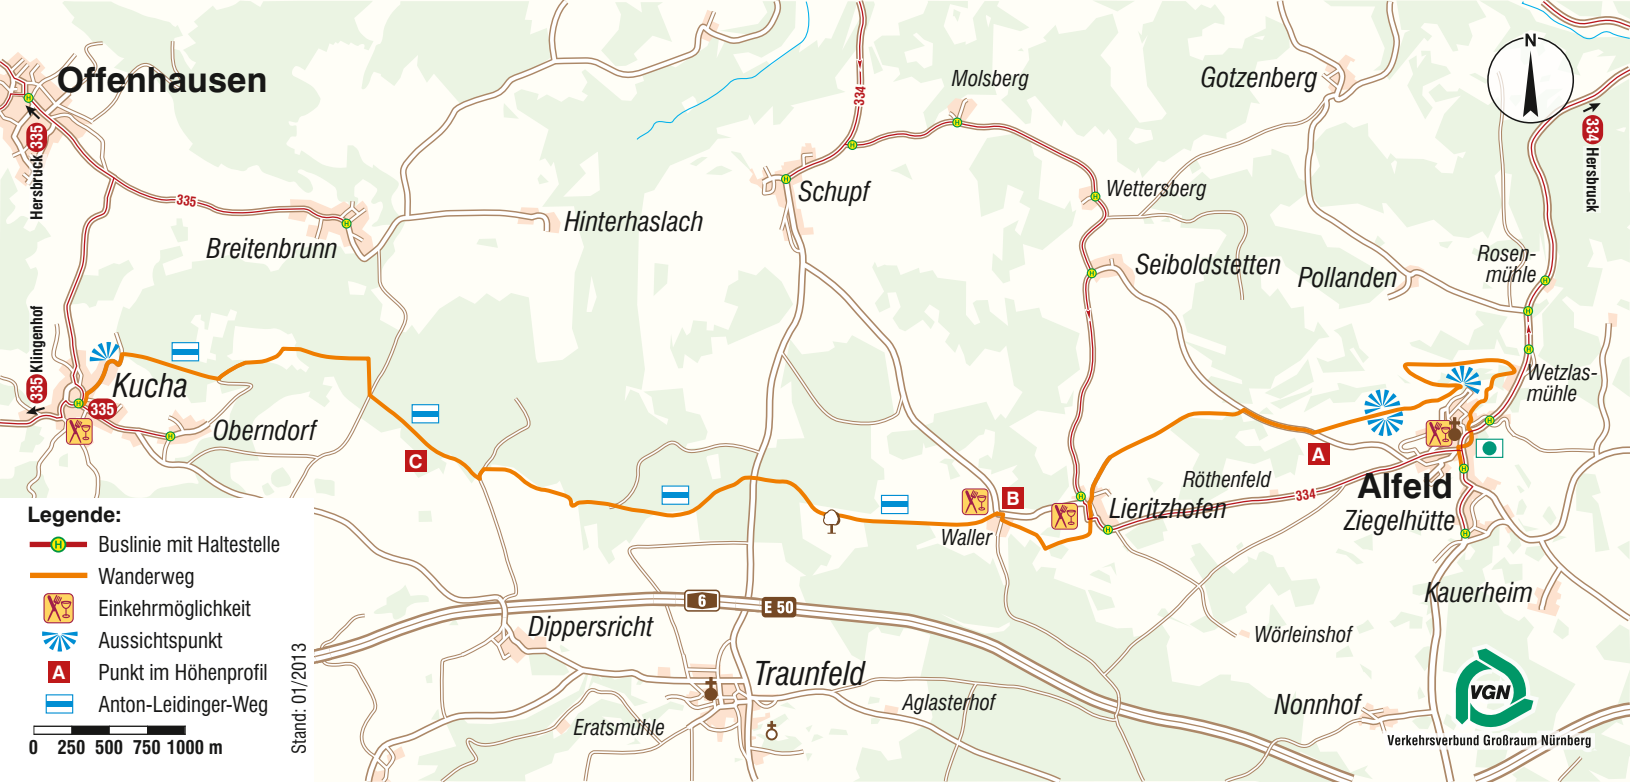 Offenhausen
Hersbruck 335
335
Breitenbrunn
Hinterhaslach
334
Molsberg
Schupf
Wettersberg
Gotzenberg
N
334 Hersbruck
Seiboldstetten
Pollanden
Rosen-
mühle
Wetzlas-
mühle
335 Klingenhof
Kucha
335
Oberndorf
C
B
A
Waller
Lieritzhofen
Röthenfeld
334
Alfeld
Ziegelhütte
Kauerheim
Wörleinshof
Nonnhof
6
E 50
Dippersricht
Traunfeld
Aglasterhof
Eratsmühle
Legende:
H Buslinie mit Haltestelle
Wanderweg
Einkehrmöglichkeit
Aussichtspunkt
A Punkt im Höhenprofil
Anton-Leidinger-Weg
0 250 500 750 1000 m
Stand: 01/2013
VGN
Verkehrsverbund Großraum Nürnberg